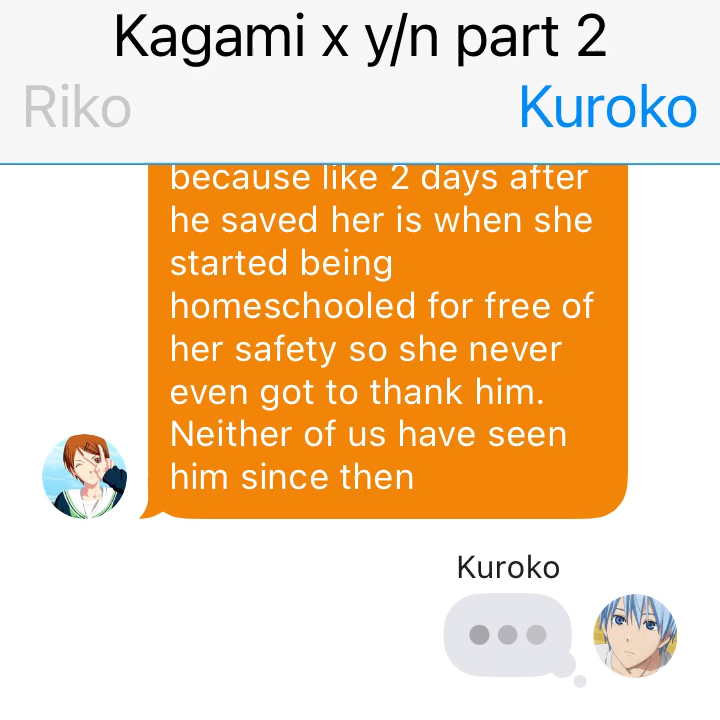 Kagami x y/n part 2
Riko
Kuroko
because like 2 days after
he saved her is when she
started being
homeschooled for free of
her safety so she never
even got to thank him.
Neither of us have seen
him since then
Kuroko